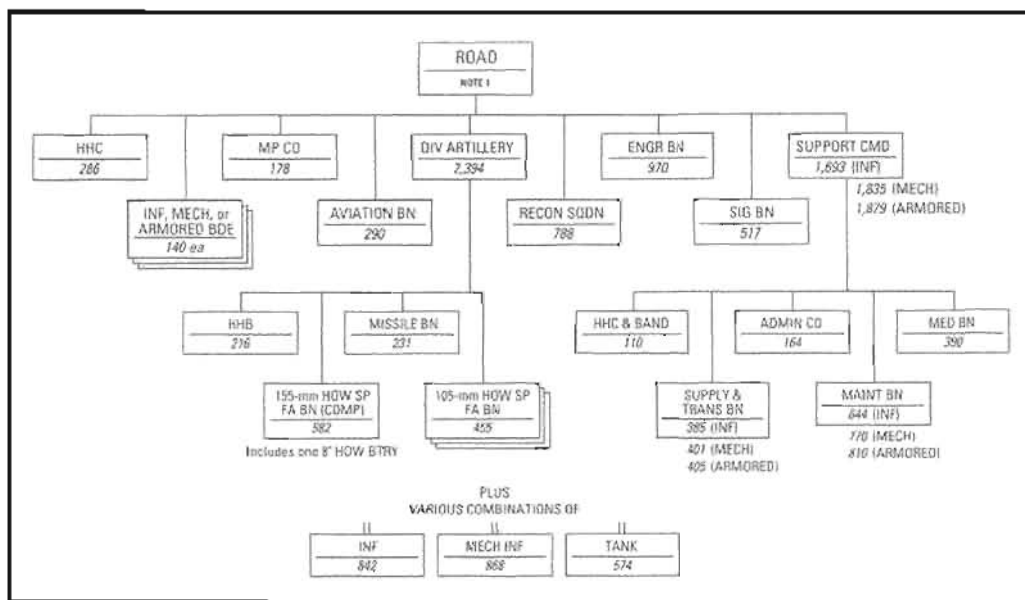 ROAD
NOTE 1
HHC
286
MP CO
178
DIV ARTILLERY
2,394
ENGR BN
970
SUPPORT CMD
1,693 (INF)
1,835 (MECH)
1,879 (ARMORED)
INF, MECH, or
ARMORED BDE
140 ea
AVIATION BN
290
RECON SQDN
788
SIG BN
517
HHB
216
MISSILE BN
231
HHC & BAND
110
ADMIN CO
164
MED BN
390
155-mm HOW SP
FA BN (COMP)
582
Includes one 8" HOW BTRY
105-mm HOW SP
FA BN
455
SUPPLY &
TRANS BN
385 (INF)
401 (MECH)
405 (ARMORED)
MAINT BN
644 (INF)
770 (MECH)
810 (ARMORED)
PLUS
VARIOUS COMBINATIONS OF
INF
842
MECH INF
868
TANK
574